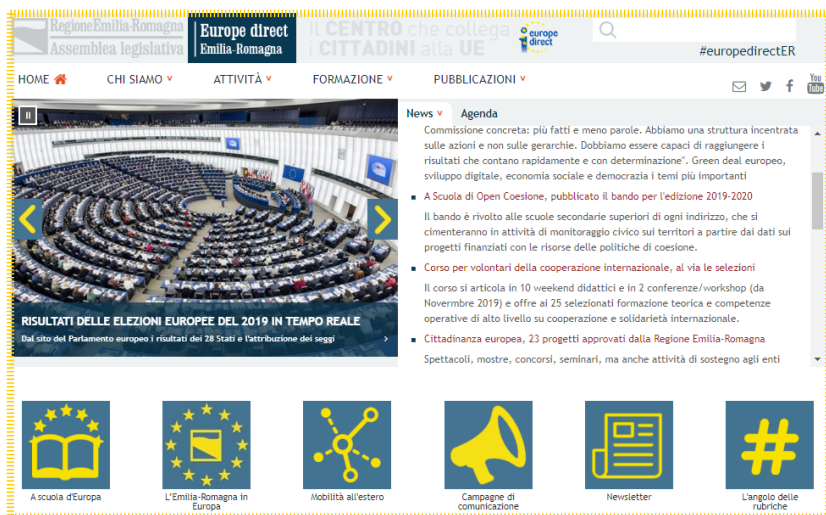 RegioneEmilia-Romagna
Assemblea legislativa
Europe direct
Emilia-Romagna
Il CENTRO che collega
i CITTADINI alla UE
europe
direct
#europedirectER
HOME
CHI SIAMO
ATTIVITÀ
FORMAZIONE
PUBBLICAZIONI
You
Tube
News
Agenda
Commissione concreta: più fatti e meno parole. Abbiamo una struttura incentrata
sulle azioni e non sulle gerarchie. Dobbiamo essere capaci di raggiungere i
risultati che contano rapidamente e con determinazione". Green deal europeo,
sviluppo digitale, economia sociale e democrazia i temi più importanti
A Scuola di Open Coesione, pubblicato il bando per l'edizione 2019-2020
Il bando è rivolto alle scuole secondarie superiori di ogni indirizzo, che si
cimenteranno in attività di monitoraggio civico sui territori a partire dai dati sui
progetti finanziati con le risorse delle politiche di coesione.
Corso per volontari della cooperazione internazionale, al via le selezioni
Il corso si articola in 10 weekend didattici e in 2 conferenze/workshop (da
Novermbre 2019) e offre ai 25 selezionati formazione teorica e competenze
operative di alto livello su cooperazione e solidarietà internazionale.
Cittadinanza europea, 23 progetti approvati dalla Regione Emilia-Romagna
Spettacoli, mostre, concorsi, seminari, ma anche attività di sostegno agli enti
RISULTATI DELLE ELEZIONI EUROPEE DEL 2019 IN TEMPO REALE
Dal sito del Parlamento europeo i risultati dei 28 Stati e l'attribuzione dei seggi
A scuola d'Europa
L'Emilia-Romagna in
Europa
Mobilità all'estero
Campagne di
comunicazione
Newsletter
L'angolo delle
rubriche